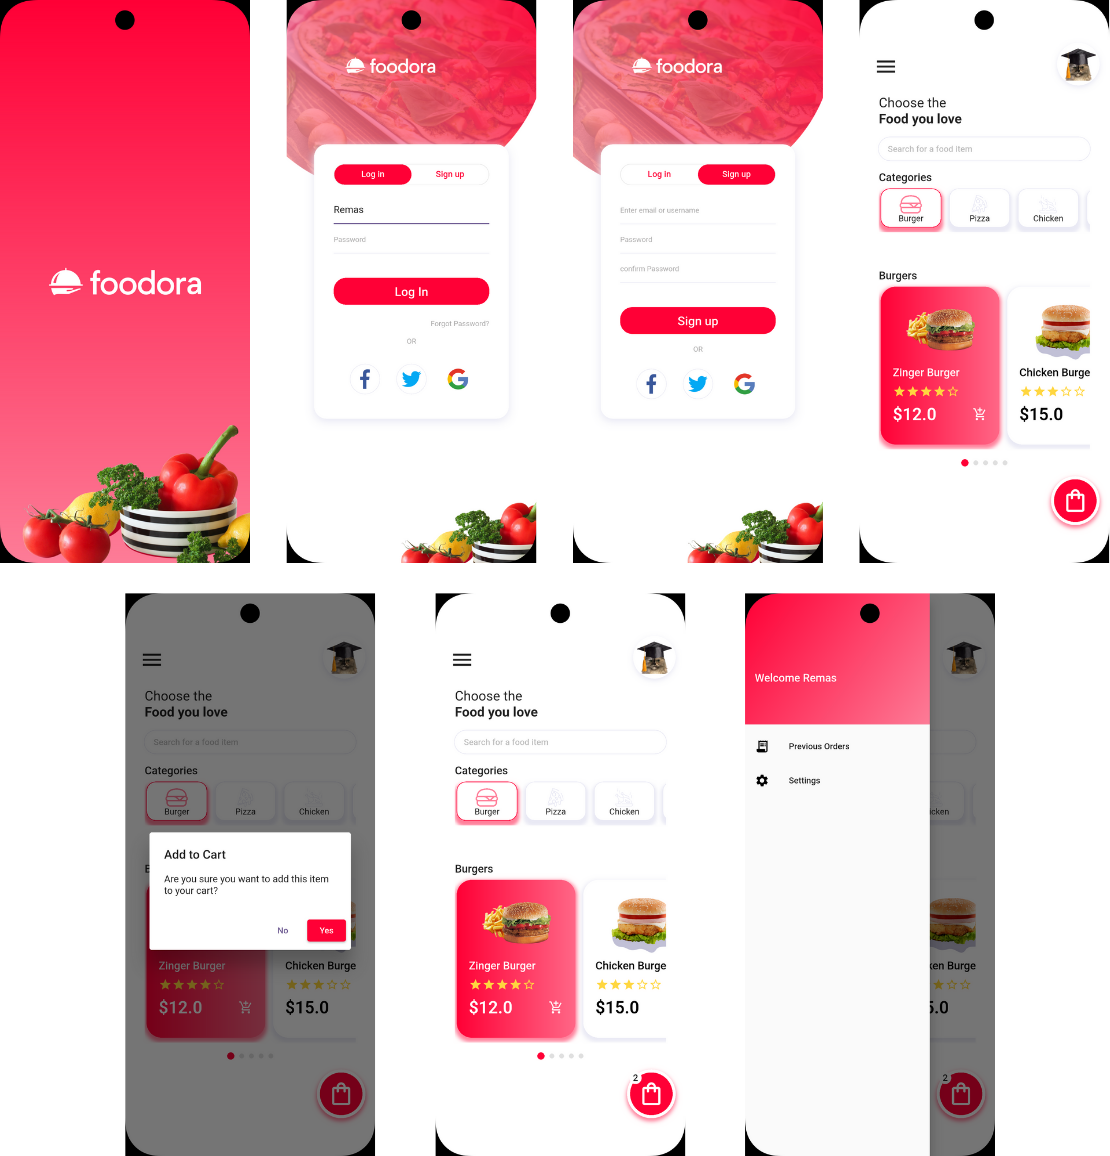 foodora
foodora
Log In
Sign up
Remas
Password
Log In
Forgot Password?
OR
foodora
Log In
Sign up
Enter email or username
Password
confirm Password
Sign up
OR
Choose the
Food you love
Search for a food item
Categories
Burger
Pizza
Chicken
Burgers
Zinger Burger
Chicken Burge
$12.0
$15.0
Choose the
Food you love
Search for a food item
Categories
Burger
Pizza
Chicken
B
Add to Cart
Are you sure you want to add this item
to your cart?
No
Yes
Zinger Burger
Chicken Burge
$12.0
$15.0
Choose the
Food you love
Search for a food item
Categories
Burger
Pizza
Chicken
Burgers
Zinger Burger
Chicken Burge
$12.0
$15.0
2
Welcome Remas
Previous Orders
Settings
icken
ken Burge
5.0
2